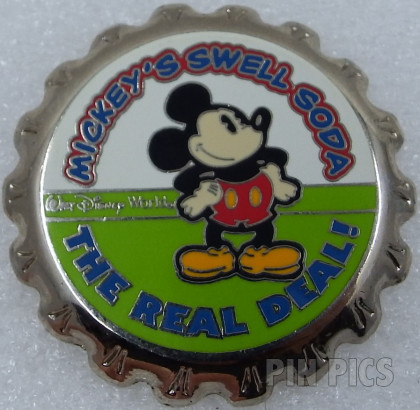 MICKEY'S SWELL SODA
Walt Disney World
THE REAL DEAL!
PIN PICS